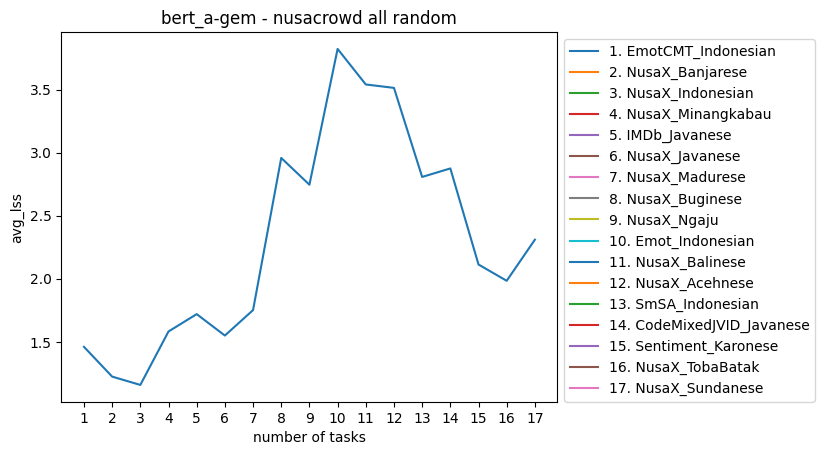 bert_a-gem - nusacrowd all random
avg_lss
3.5
3.0
2.5
2.0
1.5
1 2 3 4 5 6 7 8 9 10 11 12 13 14 15 16 17
number of tasks
1. EmotCMT_Indonesian
2. NusaX_Banjarese
3. NusaX_Indonesian
4. NusaX_Minangkabau
5. IMDb_Javanese
6. NusaX_Javanese
7. NusaX_Madurese
8. NusaX_Buginese
9. NusaX_Ngaju
10. Emot_Indonesian
11. NusaX_Balinese
12. NusaX_Acehnese
13. SmSA_Indonesian
14. CodeMixedJVID_Javanese
15. Sentiment_Karonese
16. NusaX_TobaBatak
17. NusaX_Sundanese